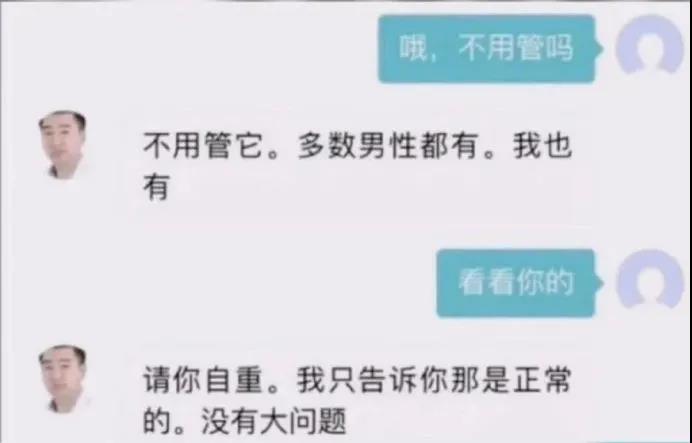 哦，不用管吗
不用管它。多数男性都有。我也
有
看看你的
请你自重。我只告诉你那是正常
的。没有大问题